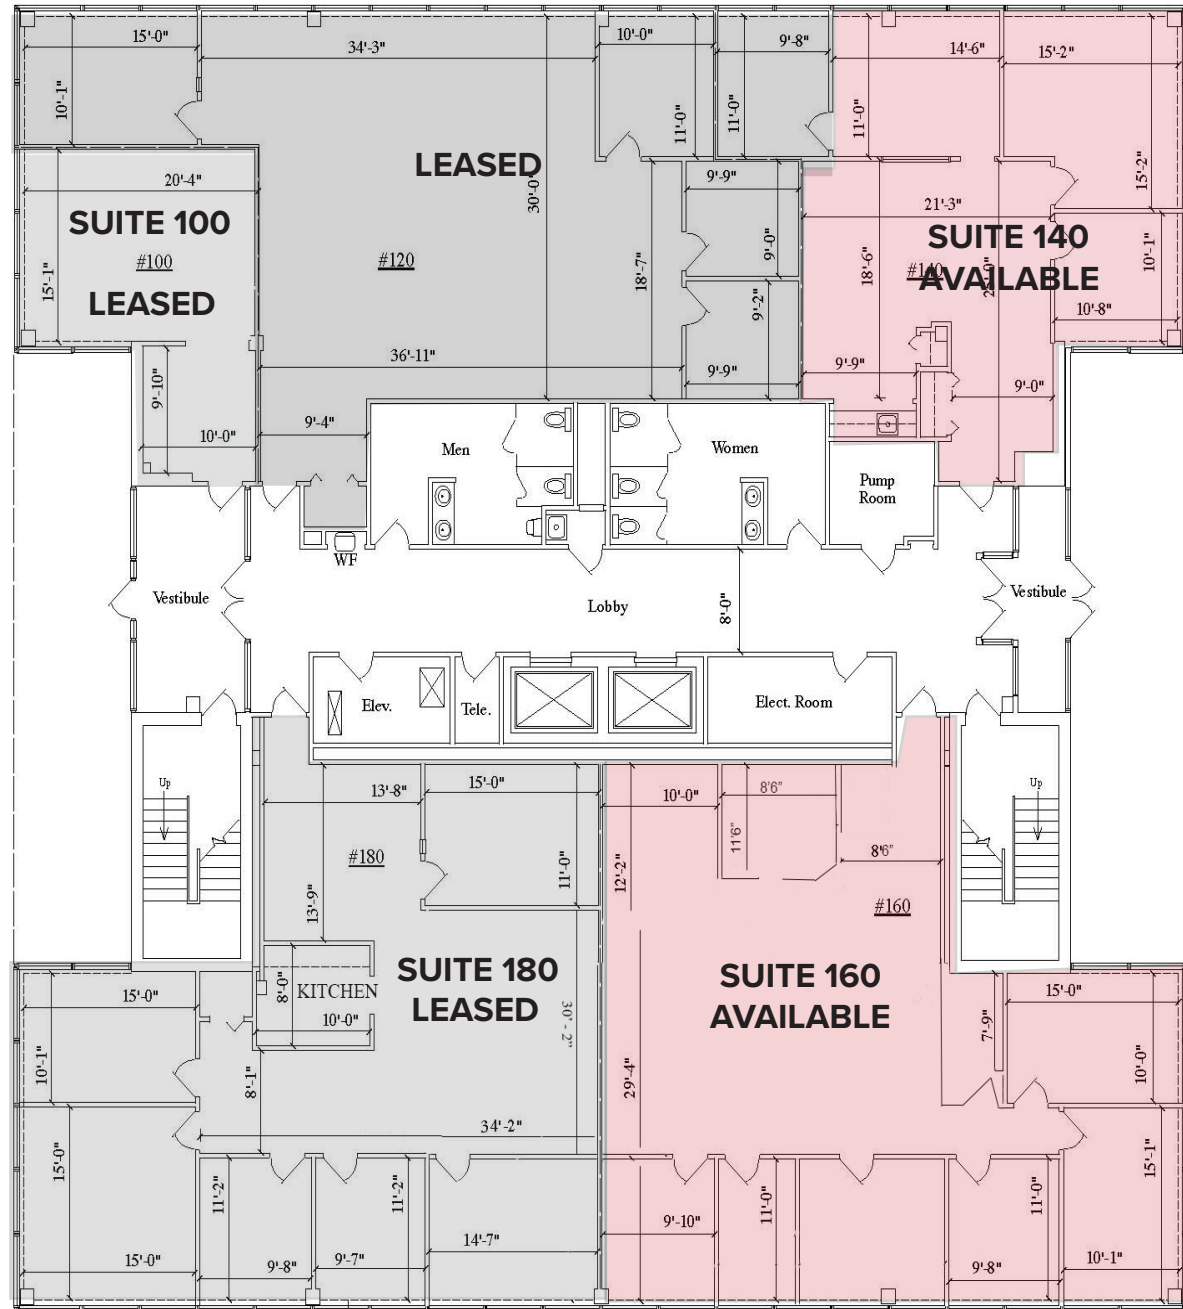 15'-0"
34'-3"
10'-0"
9'-8"
14'-6"
15'-2"
10'-1"
11'-0"
11'-0"
11'-0"
15'-2"
LEASED
20'-4"
30'-0"
9'-9"
21'-3"
SUITE 100
#100
LEASED
15'-1"
#120
18'-7"
9'-0"
18'-6"
SUITE 140
#140
AVAILABLE
10'-1"
9'-2"
10'-8"
36'-11"
9'-9"
9'-9"
9'-0"
9'-10"
10'-0"
9'-4"
Men
Women
Pump
Room
WF
Vestibule
Lobby
8'-0"
Vestibule
Elev.
Tele.
Elect. Room
Up
Up
13'-8"
15'-0"
10'-0"
8'6"
11'6"
8'6"
#180
11'-0"
12'-2"
13'-9"
#160
SUITE 180
LEASED
SUITE 160
AVAILABLE
8'-0"
KITCHEN
10'-0"
30' - 2"
15'-0"
10'-1"
8'-1"
29'-4"
7'-9"
15'-0"
10'-0"
34'-2"
15'-0"
11'-2"
11'-2"
11'-0"
11'-0"
15'-1"
9'-10"
15'-0"
9'-8"
9'-7"
14'-7"
9'-8"
10'-1"